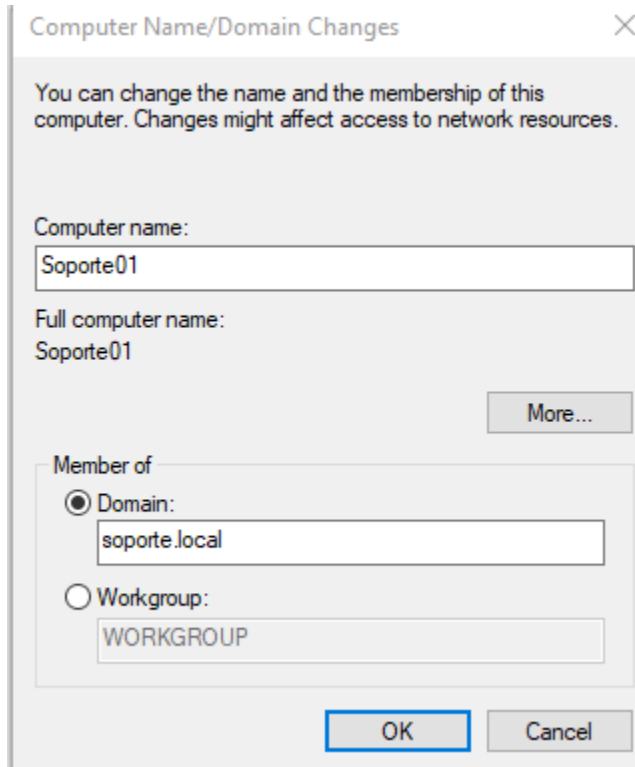 Computer Name/Domain Changes
You can change the name and the membership of this
computer. Changes might affect access to network resources.
Computer name:
Soporte01
Full computer name:
Soporte01
More...
Member of
Domain:
soporte.local
Workgroup:
WORKGROUP
OK
Cancel